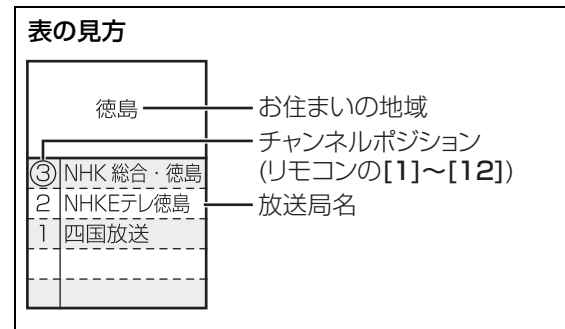 表の見方
徳島
お住まいの地域
チャンネルポジション
(リモコンの[1]～[12])
③ NHK 総合・徳島
2 NHKEテレ徳島
放送局名
1 四国放送